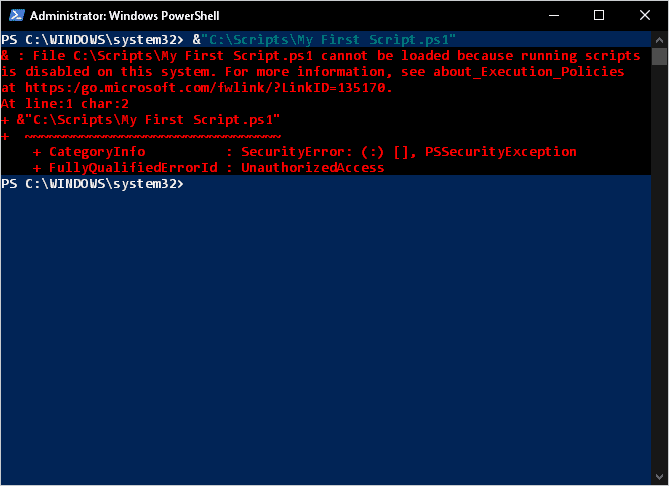 Administrator: Windows PowerShell
PS C:\WINDOWS\system32> &"C:\Scripts\My First Script.ps1"
& : File C:\Scripts\My First Script.ps1 cannot be loaded because running scripts
is disabled on this system. For more information, see about_Execution_Policies
at https:/go.microsoft.com/fwlink/?LinkID=135170.
At line:1 char:2
+ &"C:\Scripts\My First Script.ps1"
+  ~~~~~~~~~~~~~~~~~~~~~~~~~~~~~~~~
    + CategoryInfo          : SecurityError: (:) [], PSSecurityException
    + FullyQualifiedErrorId : UnauthorizedAccess
PS C:\WINDOWS\system32>